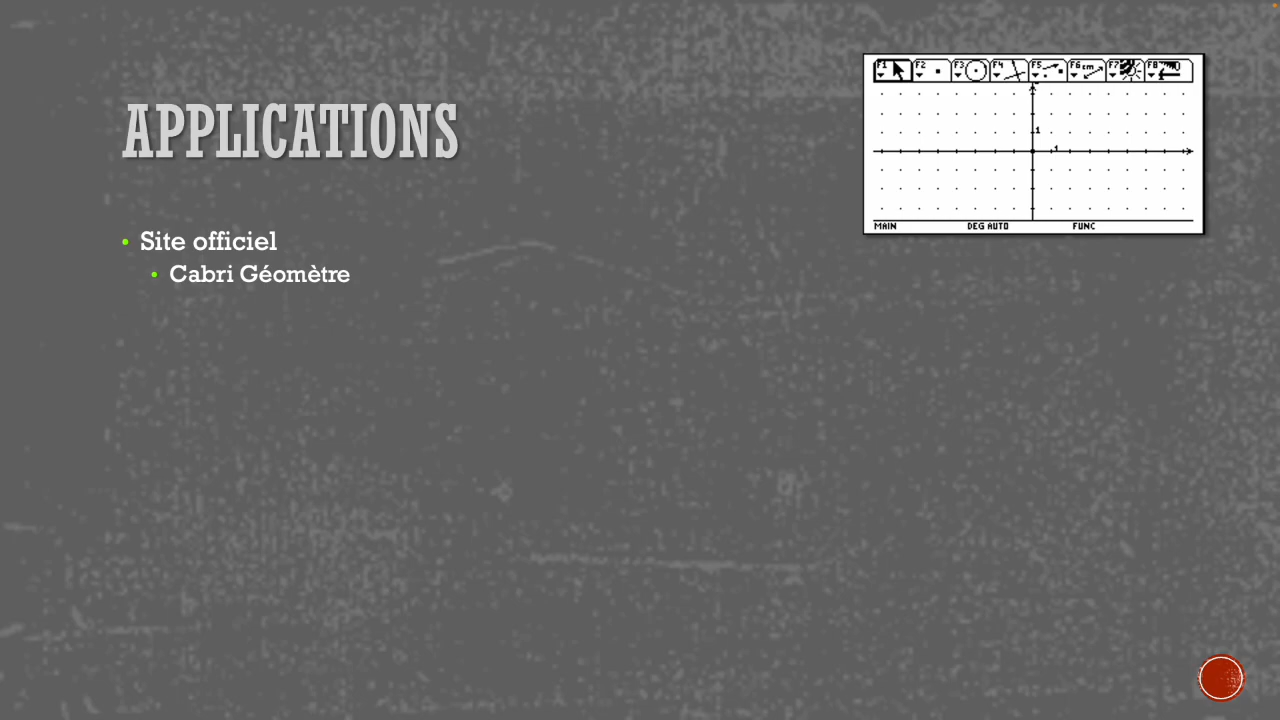 APPLICATIONS
• Site officiel
• Cabri Géomètre
F1 F2 F3 F4 F5 F6 cm F7 F8
1
1
MAIN DEG AUTO FUNC